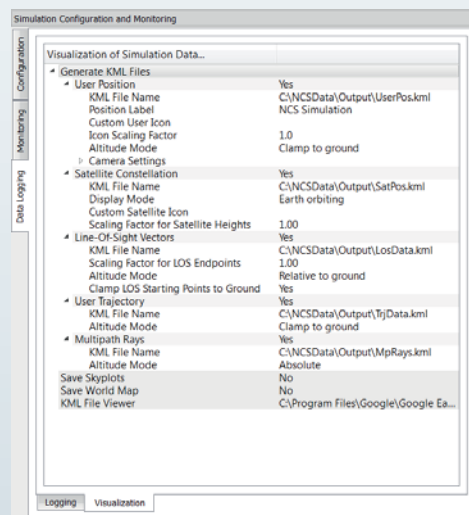 Simulation Configuration and Monitoring
Configuration
Monitoring
Data Logging
Visualization of Simulation Data...
Generate KML Files
User Position Yes
KML File Name C:\NCSData\Output\UserPos.kml
Position Label NCS Simulation
Custom User Icon
Icon Scaling Factor 1.0
Altitude Mode Clamp to ground
Camera Settings
Satellite Constellation Yes
KML File Name C:\NCSData\Output\SatPos.kml
Display Mode Earth orbiting
Custom Satellite Icon
Scaling Factor for Satellite Heights 1.00
Line-Of-Sight Vectors Yes
KML File Name C:\NCSData\Output\LosData.kml
Scaling Factor for LOS Endpoints 1.00
Altitude Mode Relative to ground
Clamp LOS Starting Points to Ground Yes
User Trajectory Yes
KML File Name C:\NCSData\Output\TrjData.kml
Altitude Mode Clamp to ground
Multipath Rays Yes
KML File Name C:\NCSData\Output\MpRays.kml
Altitude Mode Absolute
Save Skyplots No
Save World Map No
KML File Viewer C:\Program Files\Google\Google Ea...
Logging Visualization